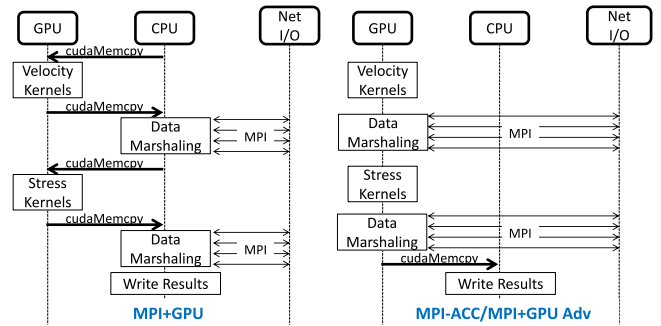 GPU
CPU
Net
I/O
cudaMemcpy
Velocity
Kernels
cudaMemcpy
Data
Marshaling
MPI
cudaMemcpy
Stress
Kernels
cudaMemcpy
Data
Marshaling
MPI
Write Results
MPI+GPU
GPU
CPU
Net
I/O
Velocity
Kernels
Data
Marshaling
MPI
Stress
Kernels
Data
Marshaling
MPI
cudaMemcpy
Write Results
MPI-ACC/MPI+GPU Adv